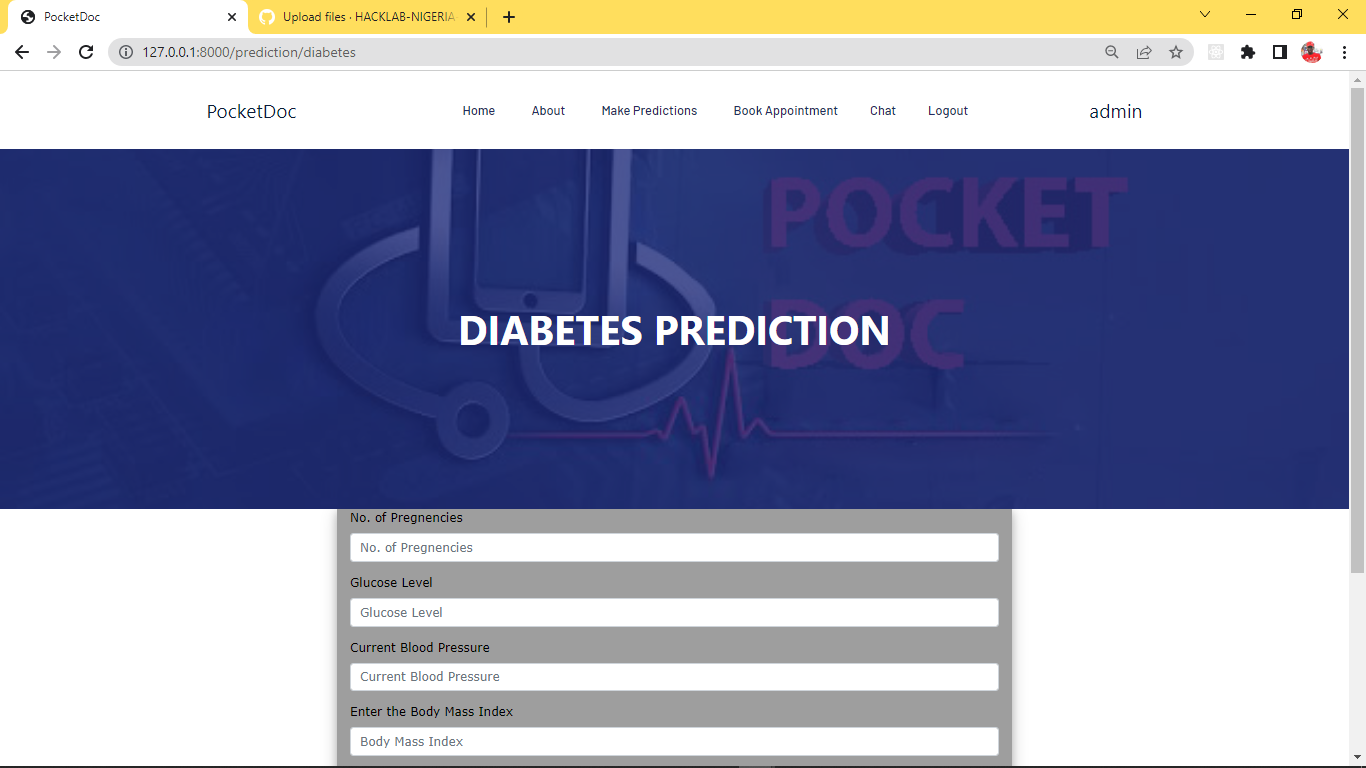 PocketDoc
Upload files · HACKLAB-NIGERIA
127.0.0.1:8000/prediction/diabetes
PocketDoc
Home
About
Make Predictions
Book Appointment
Chat
Logout
admin
POCKET
DOC
DIABETES PREDICTION
No. of Pregnencies
No. of Pregnencies
Glucose Level
Glucose Level
Current Blood Pressure
Current Blood Pressure
Enter the Body Mass Index
Body Mass Index